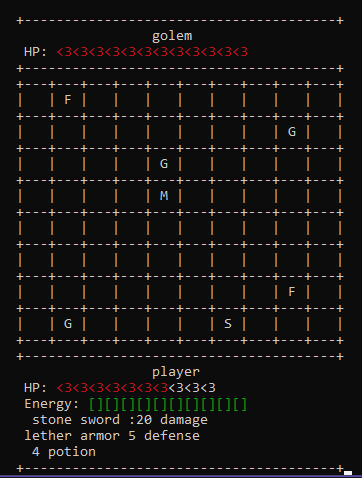 +---------------------------------------+
golem
HP: <3<3<3<3<3<3<3<3<3<3<3<3
+---------------------------------------+
+---+---+---+---+---+---+---+---+---+---+
|   | F |   |   |   |   |   |   |   |   |
+---+---+---+---+---+---+---+---+---+---+
|   |   |   |   |   |   |   |   | G |   |
+---+---+---+---+---+---+---+---+---+---+
|   |   |   |   | G |   |   |   |   |   |
+---+---+---+---+---+---+---+---+---+---+
|   |   |   |   | M |   |   |   |   |   |
+---+---+---+---+---+---+---+---+---+---+
|   |   |   |   |   |   |   |   |   |   |
+---+---+---+---+---+---+---+---+---+---+
|   |   |   |   |   |   |   |   |   |   |
+---+---+---+---+---+---+---+---+---+---+
|   |   |   |   |   |   |   |   | F |   |
+---+---+---+---+---+---+---+---+---+---+
|   | G |   |   |   |   | S |   |   |   |
+---+---+---+---+---+---+---+---+---+---+
+---------------------------------------+
player
HP: <3<3<3<3<3<3<3<3<3<3
Energy: [][][][][][][][][][]
stone sword :20 damage
lether armor 5 defense
4 potion
+---------------------------------------+